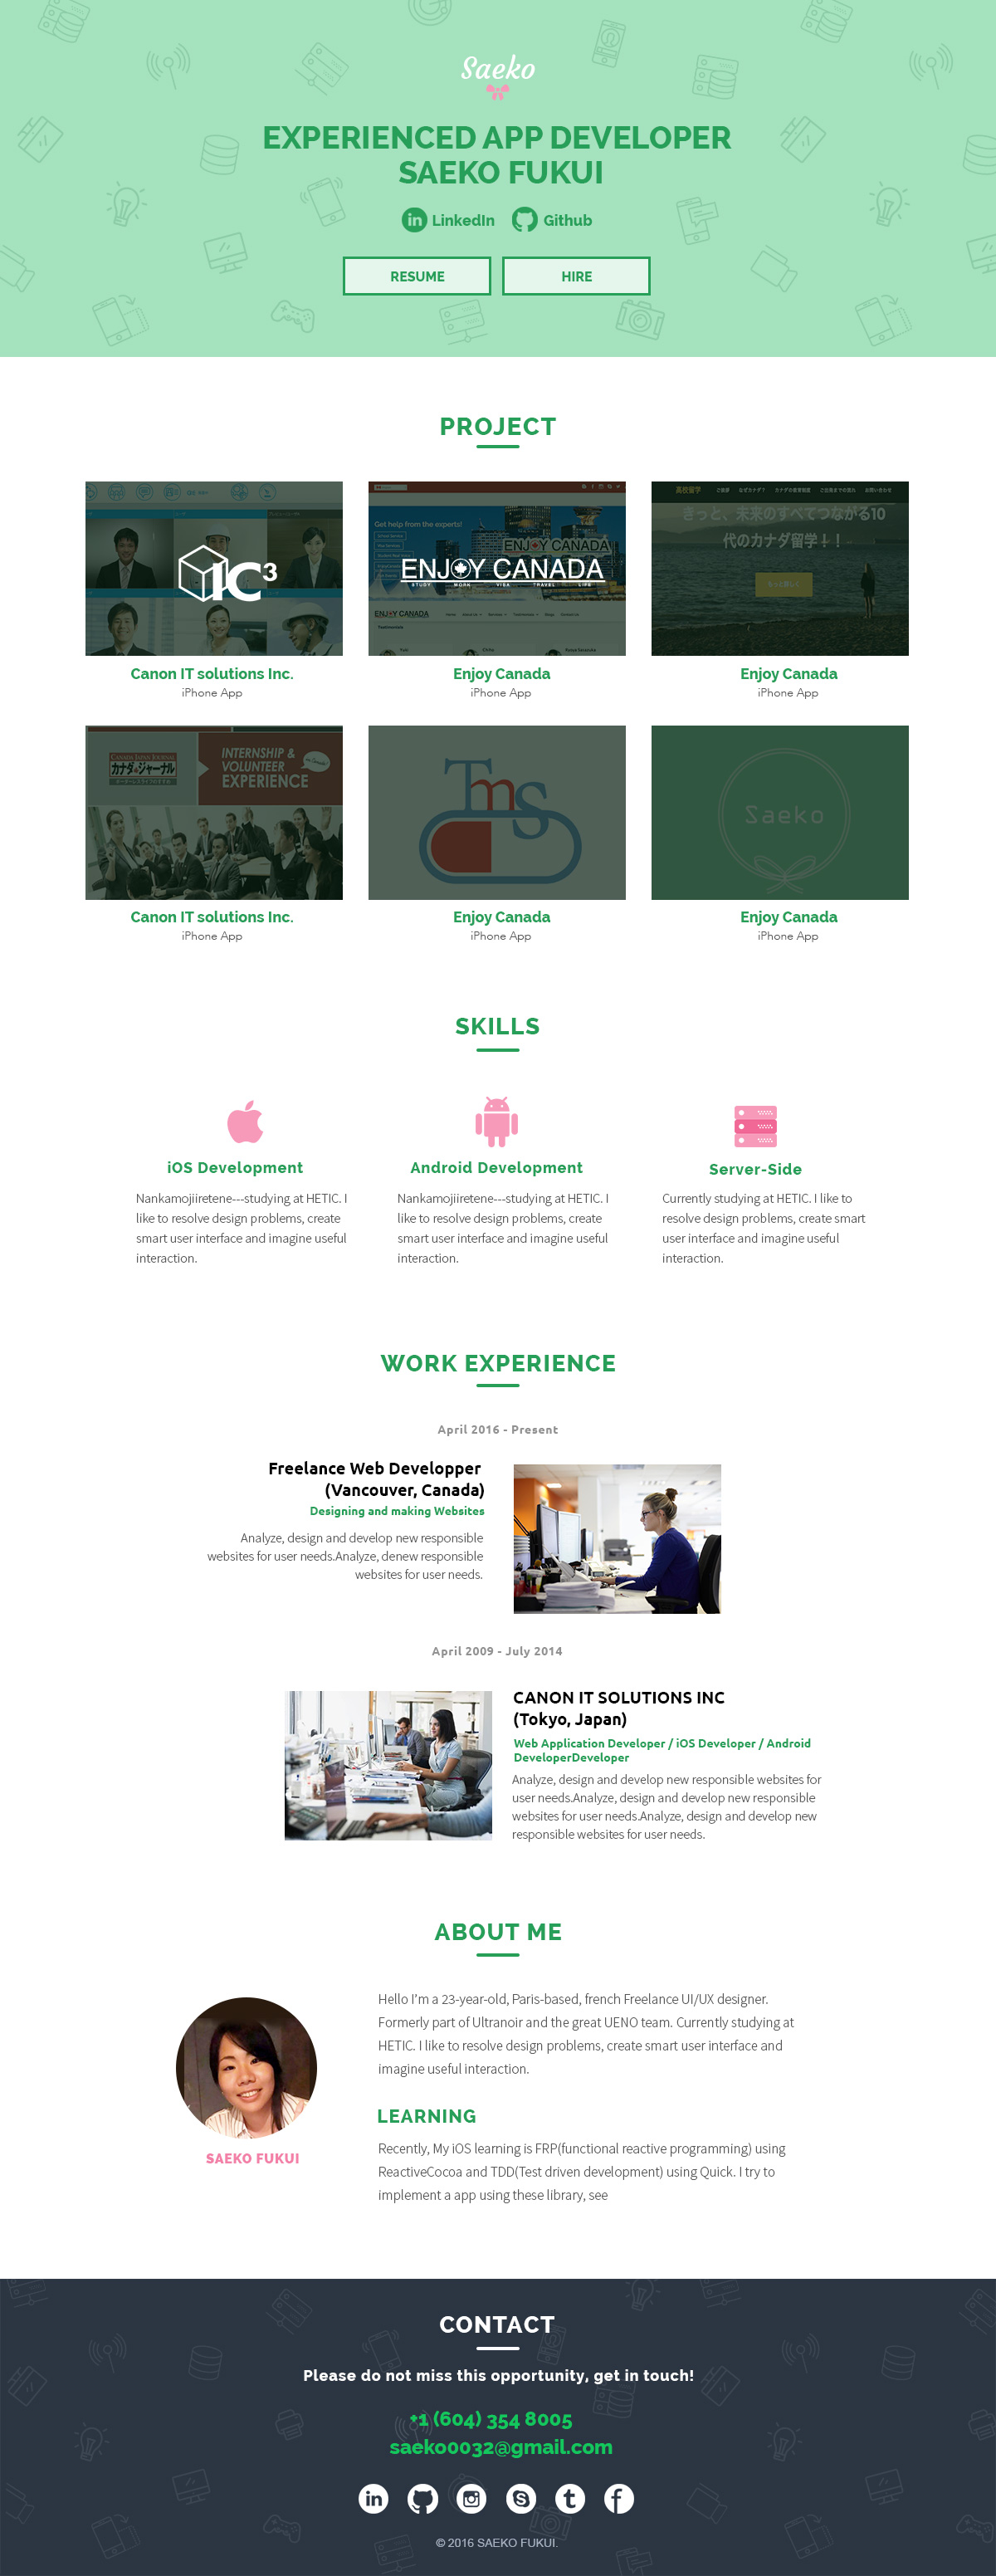 Saeko
EXPERIENCED APP DEVELOPER
SAEKO FUKUI
LinkedIn Github
RESUME HIRE
PROJECT
IC3
Get help from the experts!
ENJOY CANADA
ENJOY CANADA
STUDY WORK VISA TRAVEL LIFE
ENJOY CANADA
Testimonials
高校留学
きっと、未来のすべてつながる10
代のカナダ留学!!
もっと詳しく
Canon IT solutions Inc.
iPhone App
Enjoy Canada
iPhone App
Enjoy Canada
iPhone App
CANADA JAPAN JOURNAL
カナダジャーナル
INTERNSHIP &
VOLUNTEER
EXPERIENCE
Tms
Saeko
Canon IT solutions Inc.
iPhone App
Enjoy Canada
iPhone App
Enjoy Canada
iPhone App
SKILLS
iOS Development
Nankamojiiretene---studying at HETIC. I
like to resolve design problems, create
smart user interface and imagine useful
interaction.
Android Development
Nankamojiiretene---studying at HETIC. I
like to resolve design problems, create
smart user interface and imagine useful
interaction.
Server-Side
Currently studying at HETIC. I like to
resolve design problems, create smart
user interface and imagine useful
interaction.
WORK EXPERIENCE
April 2016 - Present
Freelance Web Developper
(Vancouver, Canada)
Designing and making Websites
Analyze, design and develop new responsible
websites for user needs.Analyze, denew responsible
websites for user needs.
April 2009 - July 2014
CANON IT SOLUTIONS INC
(Tokyo, Japan)
Web Application Developer / iOS Developer / Android
DeveloperDeveloper
Analyze, design and develop new responsible websites for
user needs.Analyze, design and develop new responsible
websites for user needs.Analyze, design and develop new
responsible websites for user needs.
ABOUT ME
Hello I'm a 23-year-old, Paris-based, french Freelance UI/UX designer.
Formerly part of Ultranoir and the great UENO team. Currently studying at
HETIC. I like to resolve design problems, create smart user interface and
imagine useful interaction.
SAEKO FUKUI
LEARNING
Recently, My iOS learning is FRP(functional reactive programming) using
ReactiveCocoa and TDD(Test driven development) using Quick. I try to
implement a app using these library, see
CONTACT
Please do not miss this opportunity, get in touch!
+1 (604) 354 8005
saeko0032@gmail.com
© 2016 SAEKO FUKUI.